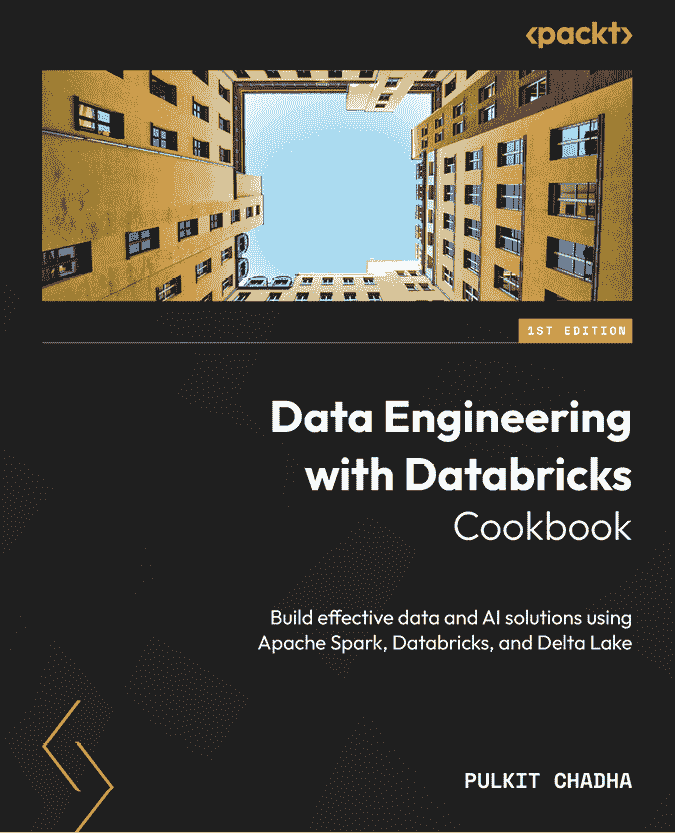 <packt>
1ST EDITION
Data Engineering
with Databricks
Cookbook
Build effective data and AI solutions using
Apache Spark, Databricks, and Delta Lake
PULKIT CHADHA